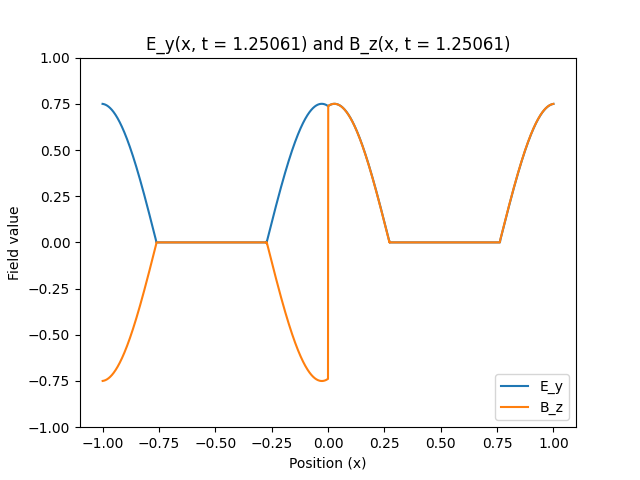 E_y(x, t = 1.25061) and B_z(x, t = 1.25061)
Field value
1.00
0.75
0.50
0.25
0.00
−0.25
−0.50
−0.75
−1.00
−1.00 −0.75 −0.50 −0.25 0.00 0.25 0.50 0.75 1.00
Position (x)
E_y
B_z